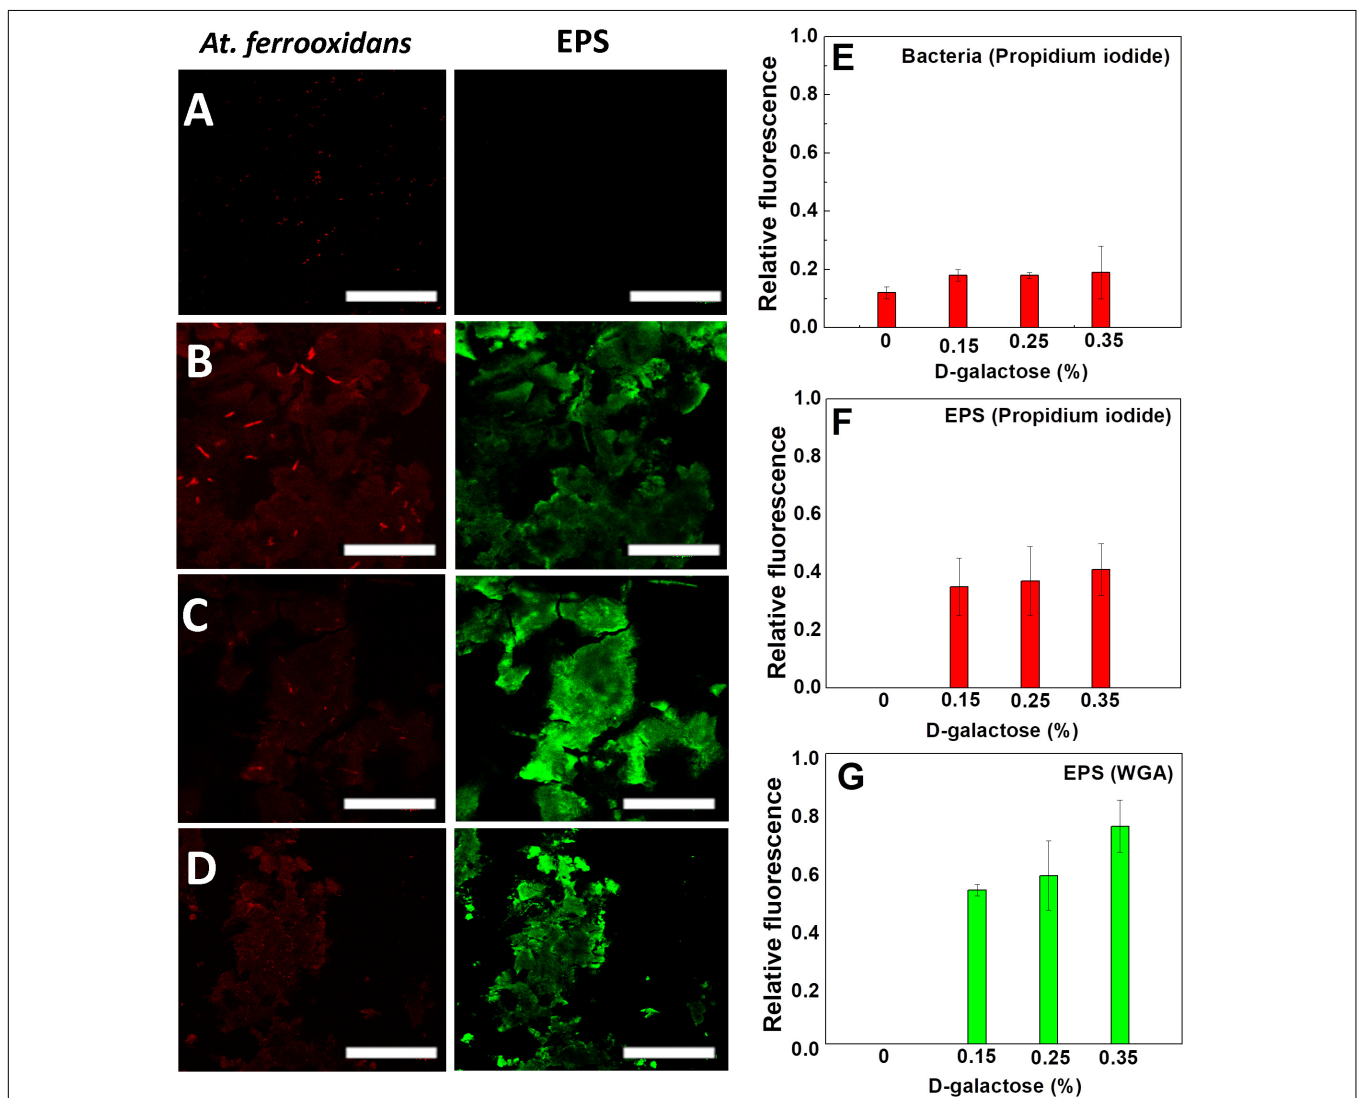 At. ferrooxidans
EPS
A
B
C
D
E
Bacteria (Propidium iodide)
Relative fluorescence
1.0
0.8
0.6
0.4
0.2
0.0
0 0.15 0.25 0.35
D-galactose (%)
F
EPS (Propidium iodide)
Relative fluorescence
1.0
0.8
0.6
0.4
0.2
0.0
0 0.15 0.25 0.35
D-galactose (%)
G
EPS (WGA)
Relative fluorescence
1.0
0.8
0.6
0.4
0.2
0.0
0 0.15 0.25 0.35
D-galactose (%)